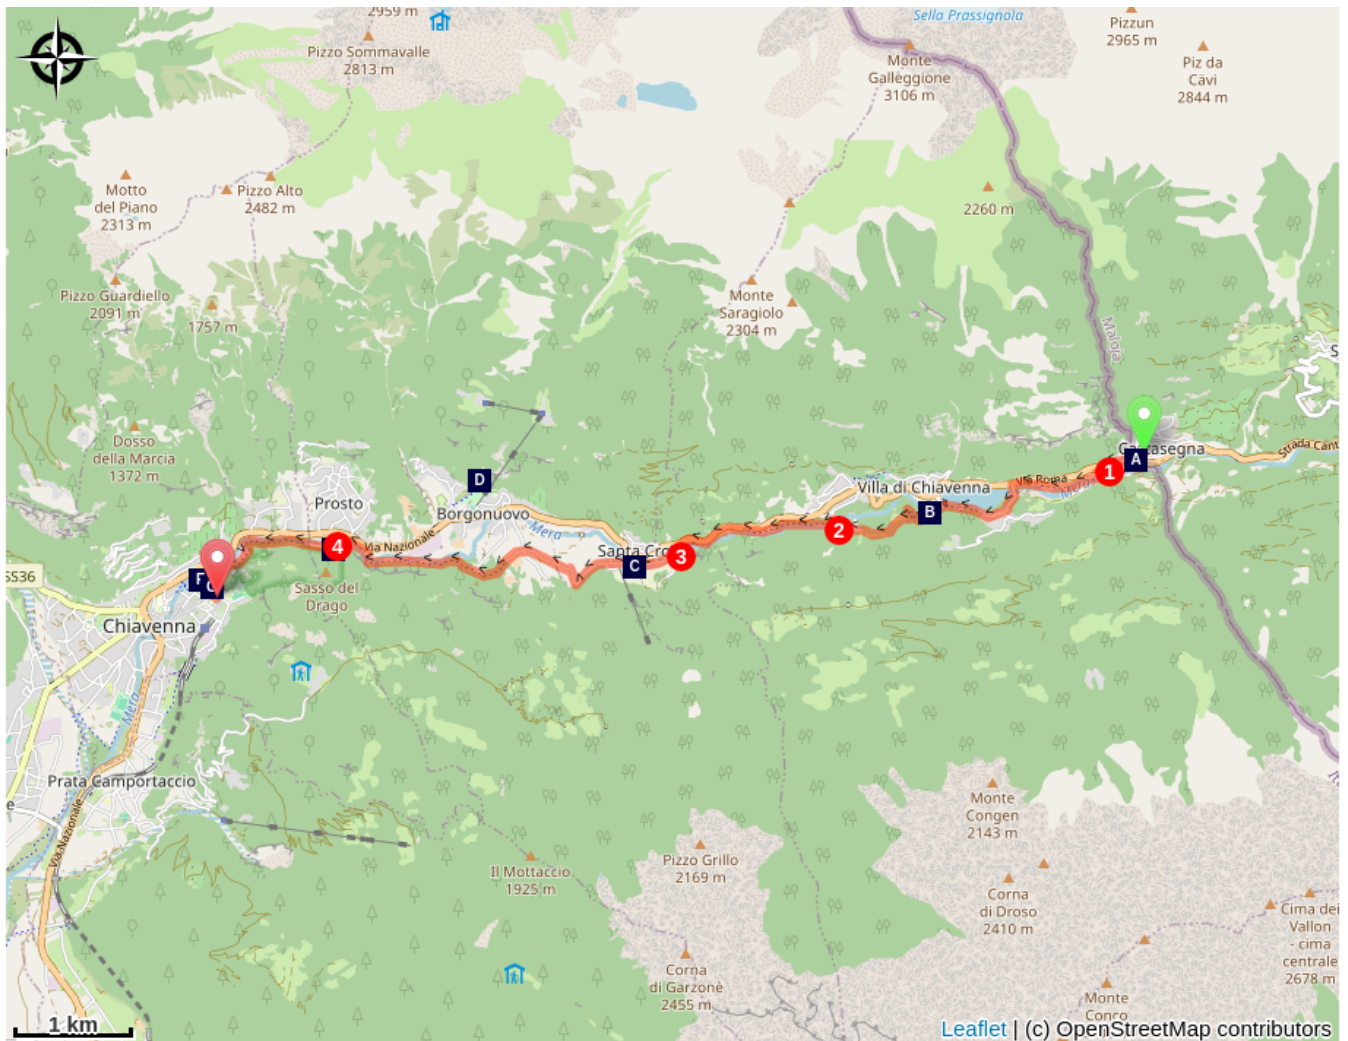 2959 m
Sella Prassignola
Pizzun
2965 m
Pizzo Sommavalle
2813 m
Monte
Galleggione
3106 m
Piz da
Cävi
2844 m
Motto
del Piano
2313 m
Pizzo Alto
2482 m
2260 m
Pizzo Guardiello
2091 m
1757 m
Monte
Saragiolo
2304 m
Maloja
S
Dosso
della Marcia
1372 m
Strada Cant
A
1
Via Roma
Mera
D
Villa di Chiavenna
Prosto
Borgonuovo
B
Mera
2
4
Via Nazionale
Santa Cro
3
C
SS36
F
Sasso del
Drago
Chiavenna
Mera
Prata Camportaccio
e
Via Nazionale
Monte
Congen
2143 m
Pizzo Grillo
2169 m
Il Mottaccio
1925 m
Corna
di Droso
2410 m
Cima dei
Vallon
- cima
centrale
2678 m
Corna
di Garzonè
2455 m
Monte
Conco
1 km
Leaflet | (c) OpenStreetMap contributors